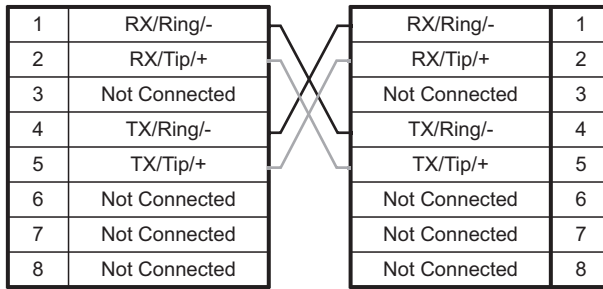 1 RX/Ring/- RX/Ring/- 1
2 RX/Tip/+ RX/Tip/+ 2
3 Not Connected Not Connected 3
4 TX/Ring/- TX/Ring/- 4
5 TX/Tip/+ TX/Tip/+ 5
6 Not Connected Not Connected 6
7 Not Connected Not Connected 7
8 Not Connected Not Connected 8